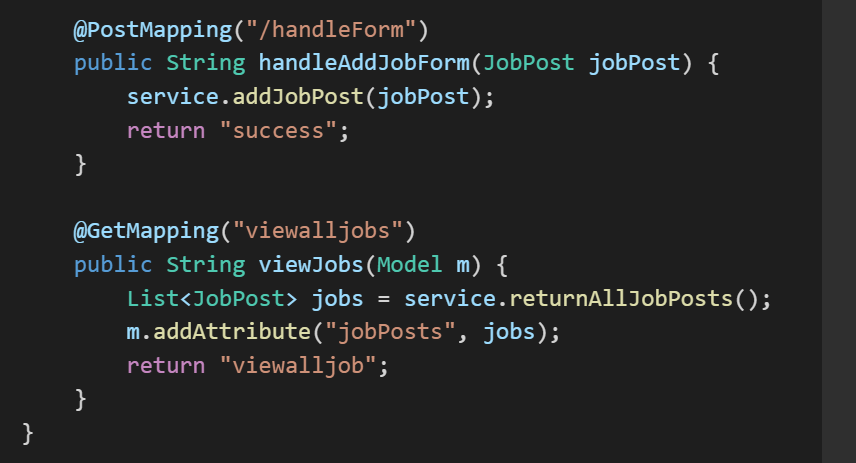 @PostMapping("/handleForm")
public String handleAddJobForm(JobPost jobPost) {
service.addJobPost(jobPost);
return "success";
}
@GetMapping("viewalljobs")
public String viewJobs(Model m) {
List<JobPost> jobs = service.returnAllJobPosts();
m.addAttribute("jobPosts", jobs);
return "viewalljob";
}
}